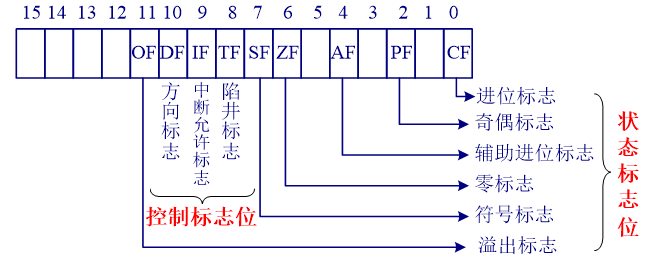 15 14 13 12 11 10 9 8 7 6 5 4 3 2 1 0
OF DF IF TF SF ZF AF PF CF
方向标志
中断允许标志
陷井标志
控制标志位
进位标志
奇偶标志
辅助进位标志
零标志
符号标志
溢出标志
状态标志位